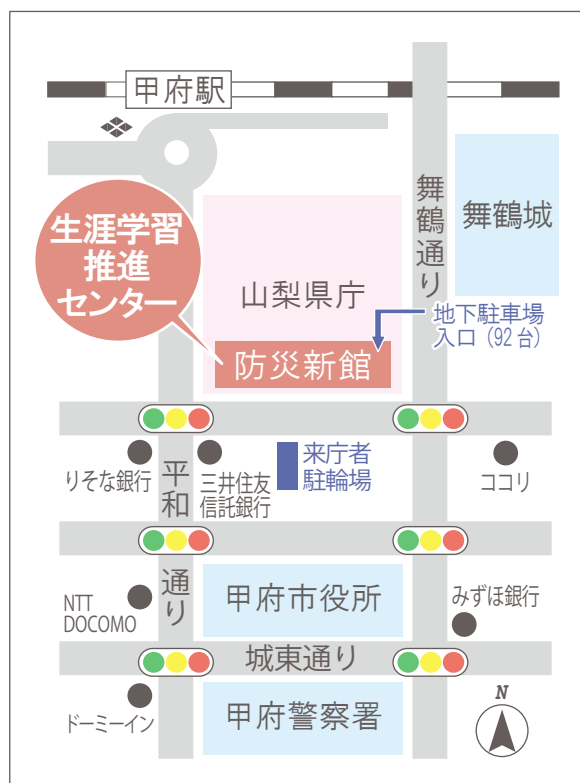 甲府駅
生涯学習
推進
センター
山梨県庁
舞鶴通り
舞鶴城
地下駐車場
入口（92台）
防災新館
りそな銀行
平和
三井住友
信託銀行
来庁者
駐輪場
ココリ
通り
NTT
DOCOMO
甲府市役所
みずほ銀行
城東通り
ドーミーイン
甲府警察署
N